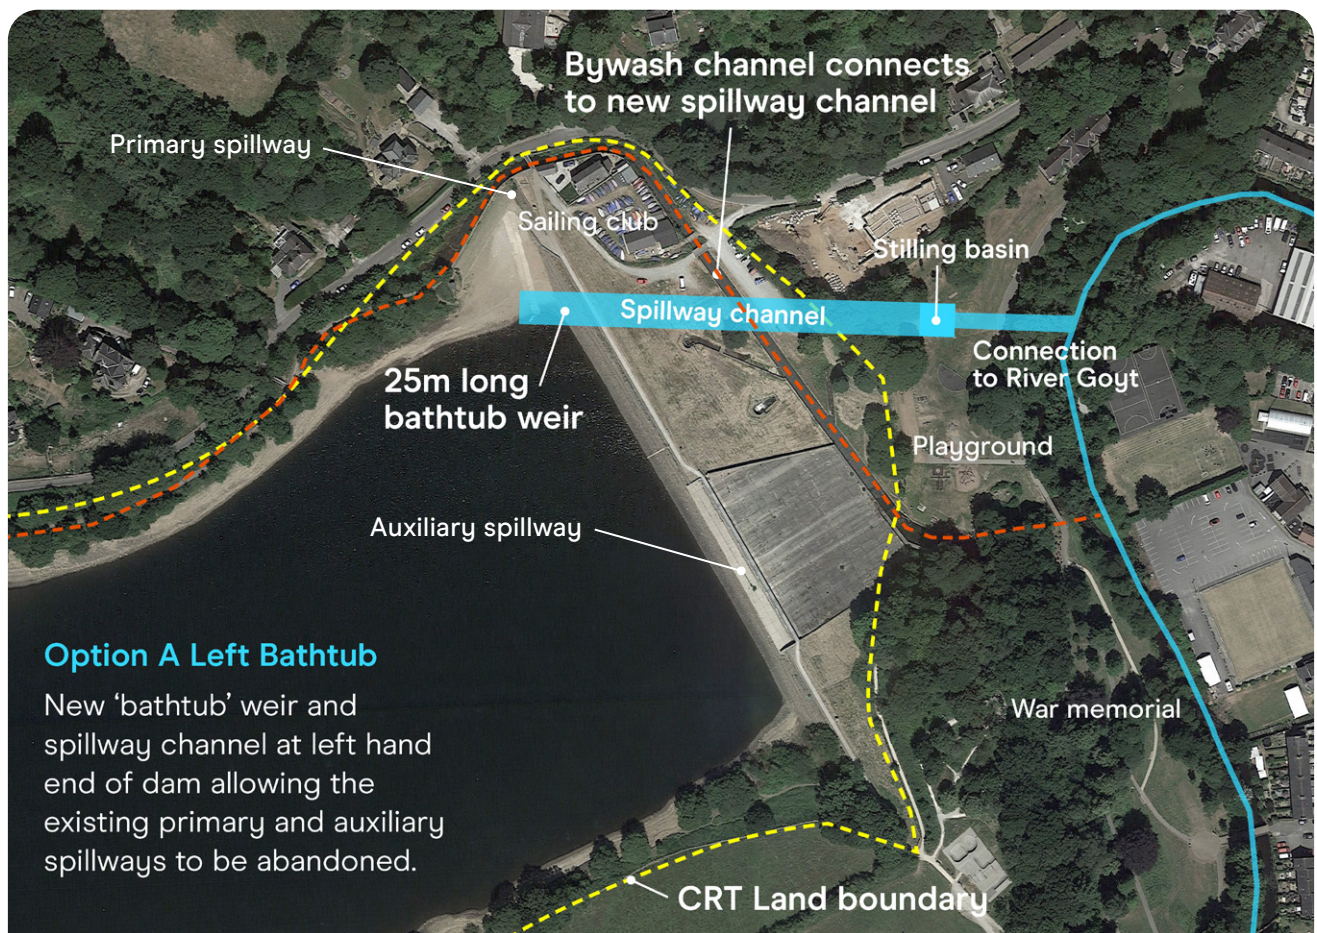 Bywash channel connects
to new spillway channel
Primary spillway
Sailing club
Stilling basin
Spillway channel
Connection
to River Goyt
25m long
bathtub weir
Playground
Auxiliary spillway
Option A Left Bathtub
New ‘bathtub’ weir and
spillway channel at left hand
end of dam allowing the
existing primary and auxiliary
spillways to be abandoned.
War memorial
CRT Land boundary